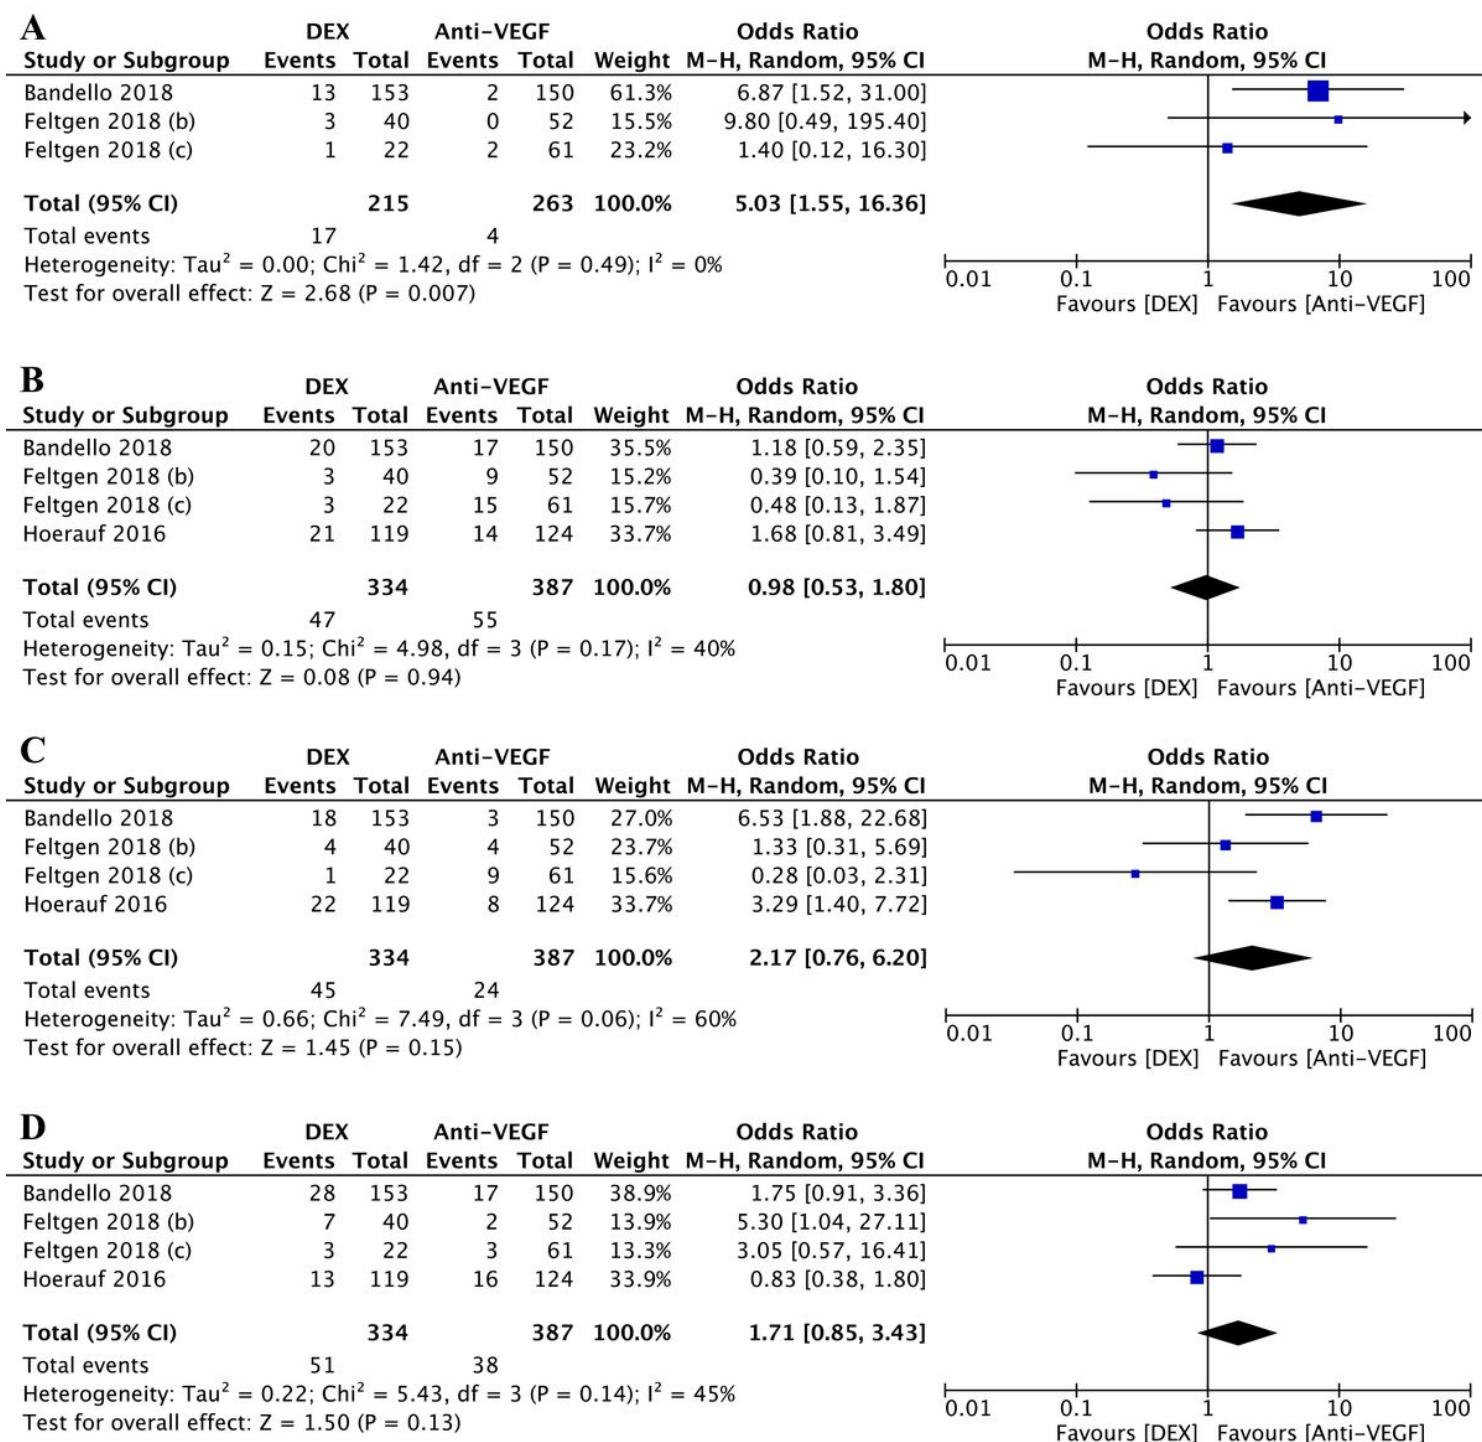 A
DEX Anti-VEGF Odds Ratio Odds Ratio
Study or Subgroup Events Total Events Total Weight M-H, Random, 95% CI M-H, Random, 95% CI
Bandello 2018 13 153 2 150 61.3% 6.87 [1.52, 31.00]
Feltgen 2018 (b) 3 40 0 52 15.5% 9.80 [0.49, 195.40]
Feltgen 2018 (c) 1 22 2 61 23.2% 1.40 [0.12, 16.30]
Total (95% CI) 215 263 100.0% 5.03 [1.55, 16.36]
Total events 17 4
Heterogeneity: Tau² = 0.00; Chi² = 1.42, df = 2 (P = 0.49); I² = 0%
Test for overall effect: Z = 2.68 (P = 0.007)
0.01 0.1 1 10 100
Favours [DEX] Favours [Anti-VEGF]
B
DEX Anti-VEGF Odds Ratio Odds Ratio
Study or Subgroup Events Total Events Total Weight M-H, Random, 95% CI M-H, Random, 95% CI
Bandello 2018 20 153 17 150 35.5% 1.18 [0.59, 2.35]
Feltgen 2018 (b) 3 40 9 52 15.2% 0.39 [0.10, 1.54]
Feltgen 2018 (c) 3 22 15 61 15.7% 0.48 [0.13, 1.87]
Hoerauf 2016 21 119 14 124 33.7% 1.68 [0.81, 3.49]
Total (95% CI) 334 387 100.0% 0.98 [0.53, 1.80]
Total events 47 55
Heterogeneity: Tau² = 0.15; Chi² = 4.98, df = 3 (P = 0.17); I² = 40%
Test for overall effect: Z = 0.08 (P = 0.94)
0.01 0.1 1 10 100
Favours [DEX] Favours [Anti-VEGF]
C
DEX Anti-VEGF Odds Ratio Odds Ratio
Study or Subgroup Events Total Events Total Weight M-H, Random, 95% CI M-H, Random, 95% CI
Bandello 2018 18 153 3 150 27.0% 6.53 [1.88, 22.68]
Feltgen 2018 (b) 4 40 4 52 23.7% 1.33 [0.31, 5.69]
Feltgen 2018 (c) 1 22 9 61 15.6% 0.28 [0.03, 2.31]
Hoerauf 2016 22 119 8 124 33.7% 3.29 [1.40, 7.72]
Total (95% CI) 334 387 100.0% 2.17 [0.76, 6.20]
Total events 45 24
Heterogeneity: Tau² = 0.66; Chi² = 7.49, df = 3 (P = 0.06); I² = 60%
Test for overall effect: Z = 1.45 (P = 0.15)
0.01 0.1 1 10 100
Favours [DEX] Favours [Anti-VEGF]
D
DEX Anti-VEGF Odds Ratio Odds Ratio
Study or Subgroup Events Total Events Total Weight M-H, Random, 95% CI M-H, Random, 95% CI
Bandello 2018 28 153 17 150 38.9% 1.75 [0.91, 3.36]
Feltgen 2018 (b) 7 40 2 52 13.9% 5.30 [1.04, 27.11]
Feltgen 2018 (c) 3 22 3 61 13.3% 3.05 [0.57, 16.41]
Hoerauf 2016 13 119 16 124 33.9% 0.83 [0.38, 1.80]
Total (95% CI) 334 387 100.0% 1.71 [0.85, 3.43]
Total events 51 38
Heterogeneity: Tau² = 0.22; Chi² = 5.43, df = 3 (P = 0.14); I² = 45%
Test for overall effect: Z = 1.50 (P = 0.13)
0.01 0.1 1 10 100
Favours [DEX] Favours [Anti-VEGF]